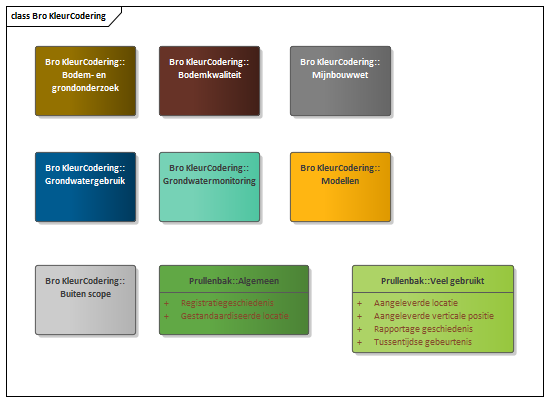 class Bro KleurCodering
Bro KleurCodering::
Bodem- en
grondonderzoek
Bro KleurCodering::
Bodemkwaliteit
Bro KleurCodering::
Mijnbouwwet
Bro KleurCodering::
Grondwatergebruik
Bro KleurCodering::
Grondwatermonitoring
Bro KleurCodering::
Modellen
Bro KleurCodering::
Buiten scope
Prullenbak::Algemeen
+ Registratiegeschiedenis
+ Gestandaardiseerde locatie
Prullenbak::Veel gebruikt
+ Aangeleverde locatie
+ Aangeleverde verticale positie
+ Rapportage geschiedenis
+ Tussentijdse gebeurtenis